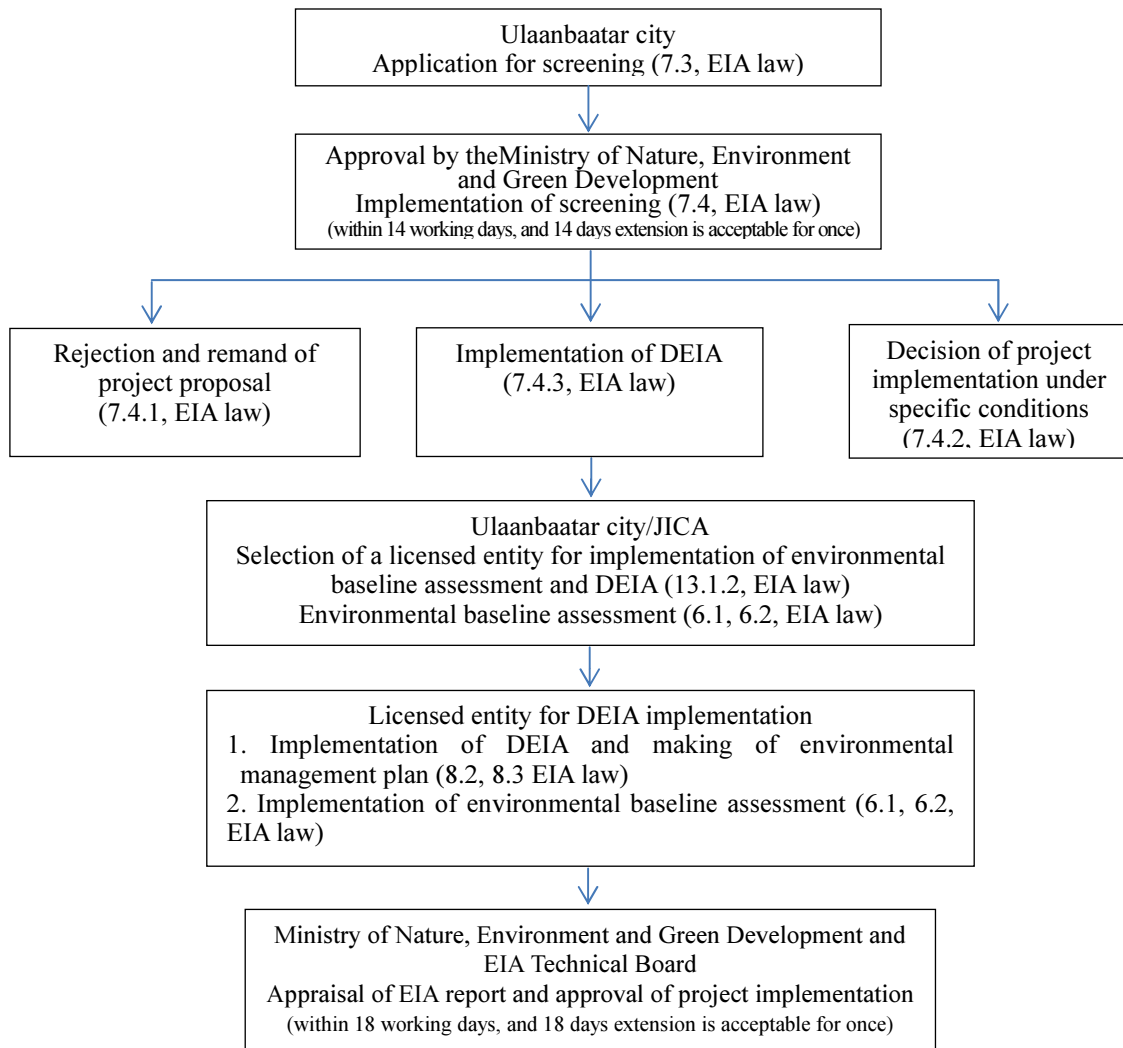 Ulaanbaatar city
Application for screening (7.3, EIA law)
Approval by theMinistry of Nature, Environment
and Green Development
Implementation of screening (7.4, EIA law)
(within 14 working days, and 14 days extension is acceptable for once)
Rejection and remand of
project proposal
(7.4.1, EIA law)
Implementation of DEIA
(7.4.3, EIA law)
Decision of project
implementation under
specific conditions
(7.4.2, EIA law)
Ulaanbaatar city/JICA
Selection of a licensed entity for implementation of environmental
baseline assessment and DEIA (13.1.2, EIA law)
Environmental baseline assessment (6.1, 6.2, EIA law)
Licensed entity for DEIA implementation
1. Implementation of DEIA and making of environmental
management plan (8.2, 8.3 EIA law)
2. Implementation of environmental baseline assessment (6.1, 6.2,
EIA law)
Ministry of Nature, Environment and Green Development and
EIA Technical Board
Appraisal of EIA report and approval of project implementation
(within 18 working days, and 18 days extension is acceptable for once)